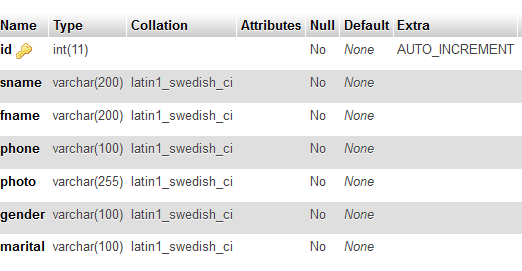 Name Type Collation Attributes Null Default Extra
id int(11) No None AUTO_INCREMENT
sname varchar(200) latin1_swedish_ci No None
fname varchar(200) latin1_swedish_ci No None
phone varchar(100) latin1_swedish_ci No None
photo varchar(255) latin1_swedish_ci No None
gender varchar(100) latin1_swedish_ci No None
marital varchar(100) latin1_swedish_ci No None